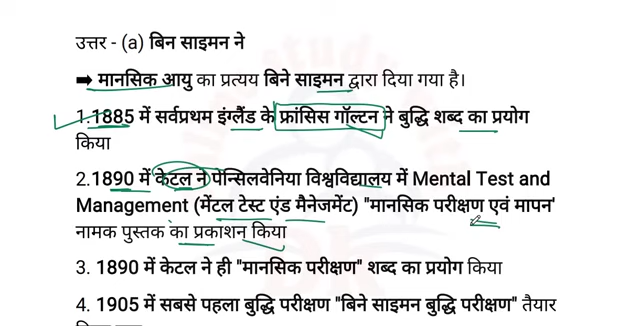 उत्तर - (a) बिन साइमन ने
➡ मानसिक आयु का प्रत्यय बिने साइमन द्वारा दिया गया है।
1.1885 में सर्वप्रथम इंग्लैंड के फ्रांसिस गॉल्टन ने बुद्धि शब्द का प्रयोग
किया
2.1890 में केटल ने पेन्सिलवेनिया विश्वविद्यालय में Mental Test and
Management (मेंटल टेस्ट एंड मैनेजमेंट) "मानसिक परीक्षण एवं मापन'
नामक पुस्तक का प्रकाशन किया
3. 1890 में केटल ने ही "मानसिक परीक्षण" शब्द का प्रयोग किया
4. 1905 में सबसे पहला बुद्धि परीक्षण "बिने साइमन बुद्धि परीक्षण" तैयार